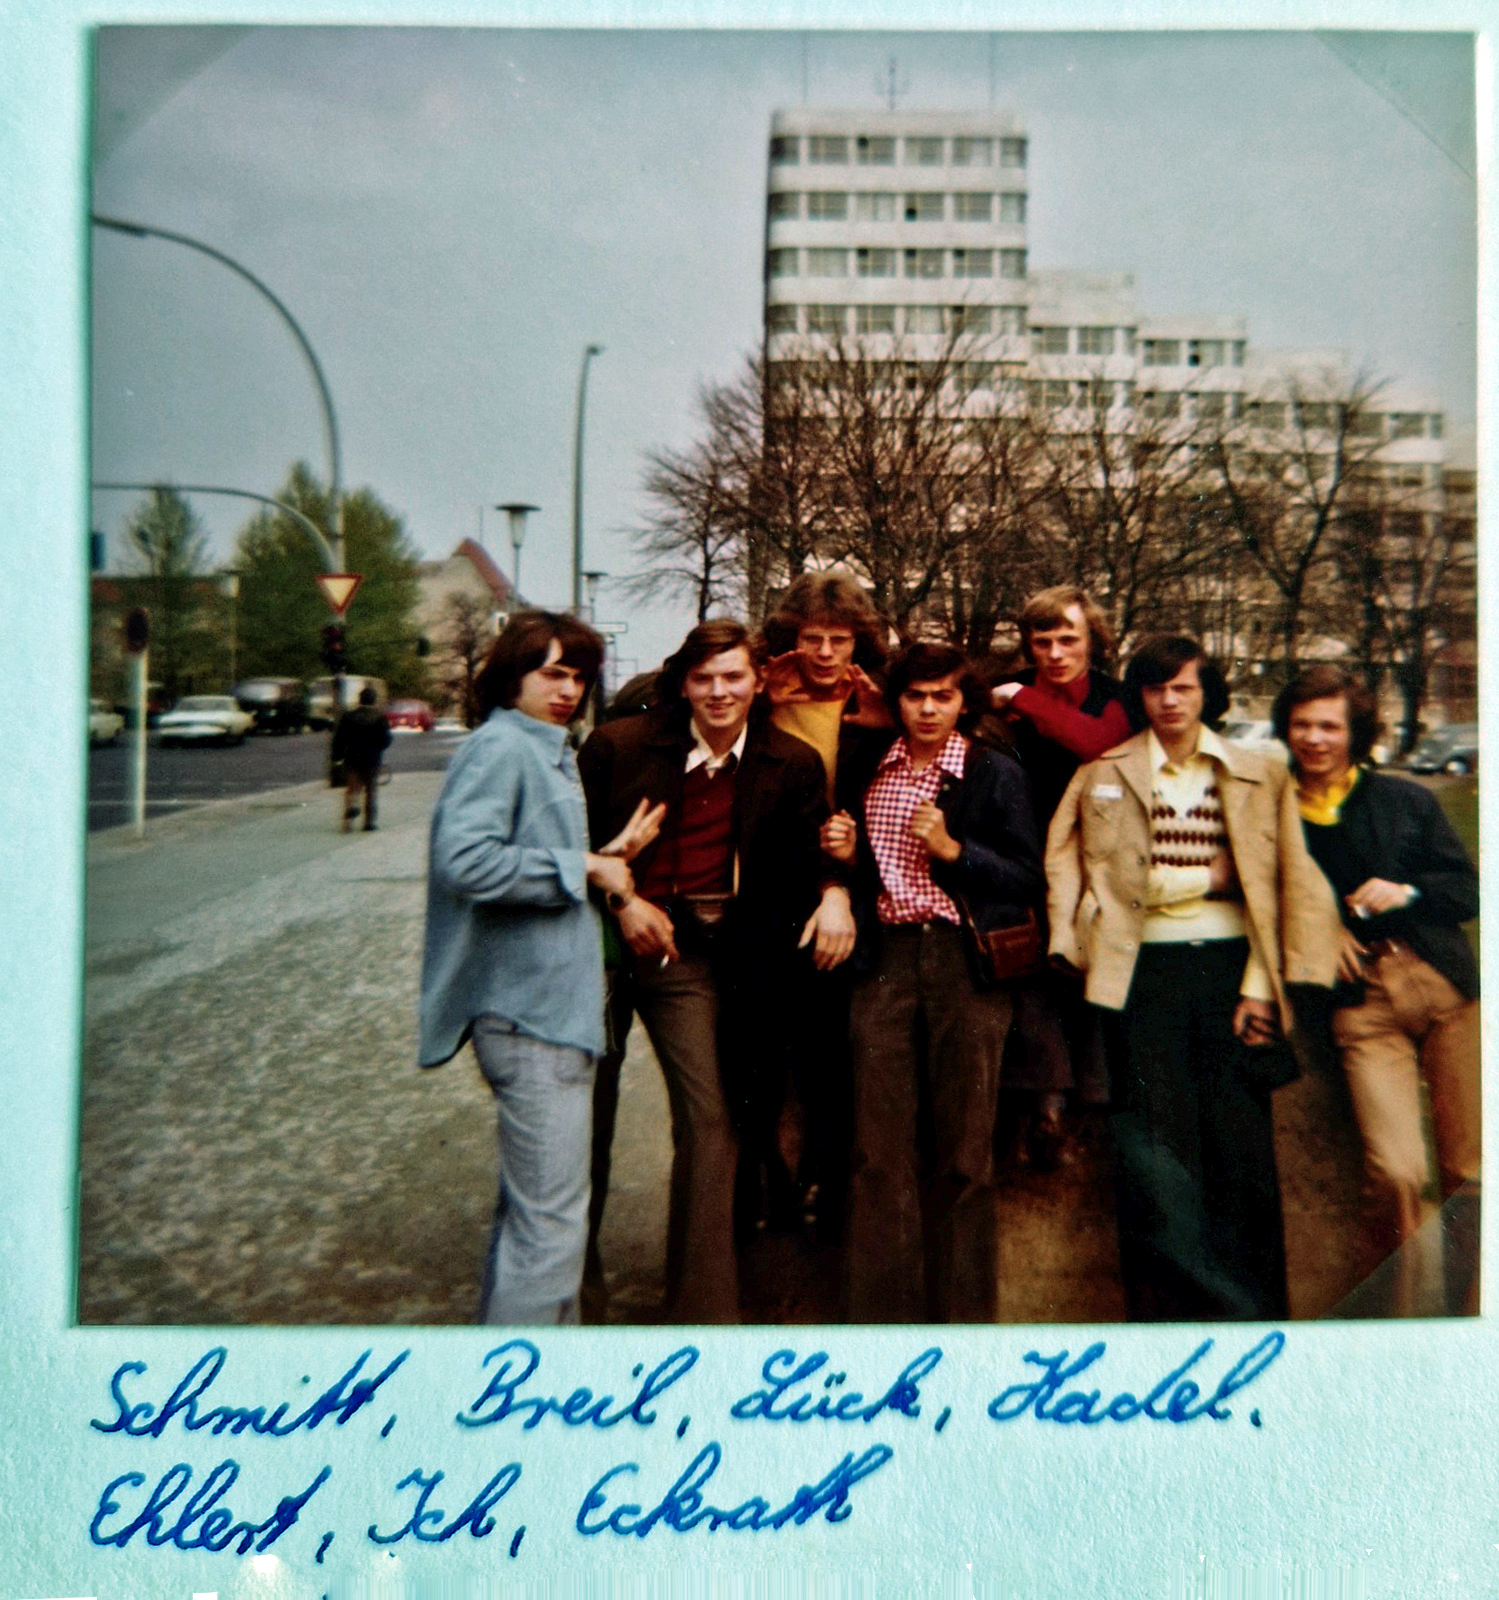 Schmitt, Breil, Lück, Hadel.
Ehlert, Ich, Eckrath